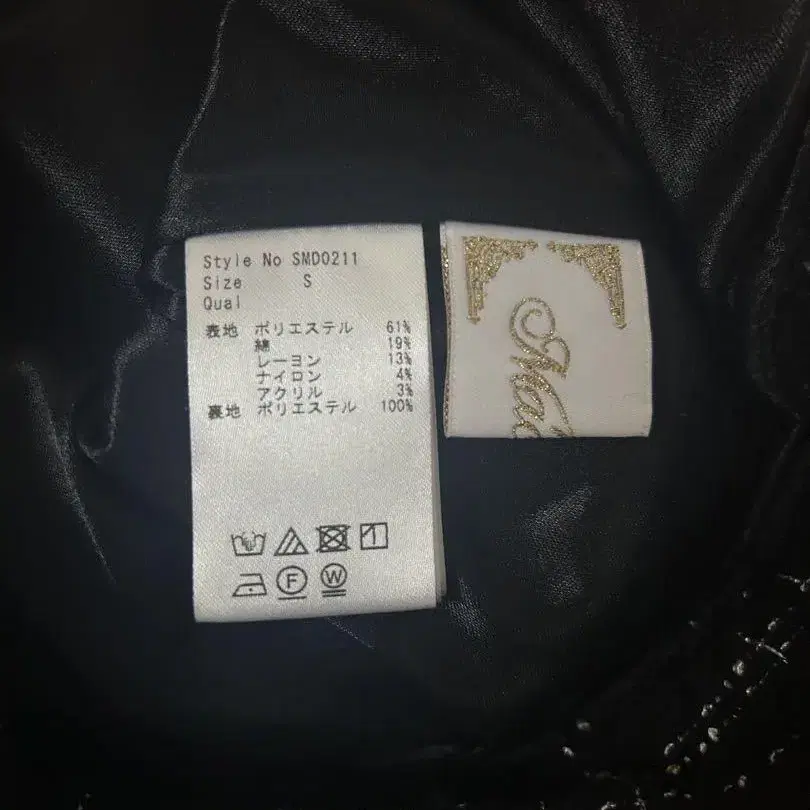 Style No SMD0211
Size S
Qual
表地 ポリエステル 61%
綿 19%
レーヨン 13%
ナイロン 4%
アクリル 3%
裏地 ポリエステル 100%
F
W